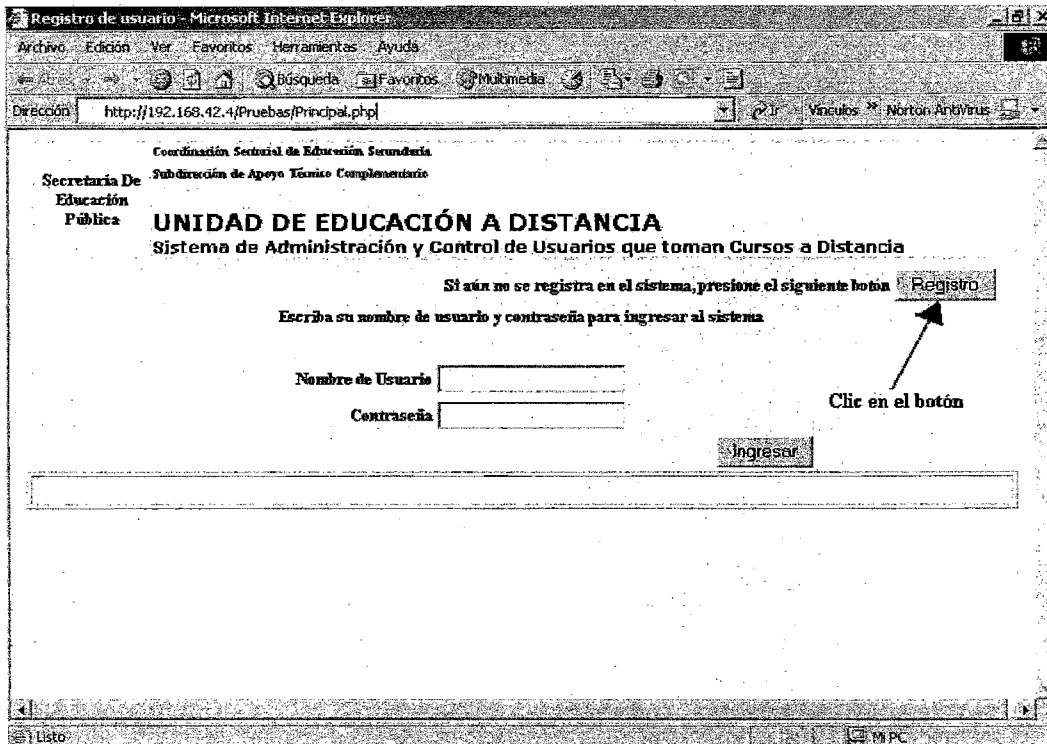 Registro de usuario - Microsoft Internet Explorer
Archivo Edición Ver Favoritos Herramientas Ayuda
Atrás Búsqueda Favoritos Multimedia
Dirección http://192.168.42.4/Pruebas/Principal.php Ir Vínculos » Norton AntiVirus
Coordinación Sectorial de Educación Secundaria
Subdirección de Apoyo Técnico Complementario
Secretaría De
Educación
Pública
UNIDAD DE EDUCACIÓN A DISTANCIA
Sistema de Administración y Control de Usuarios que toman Cursos a Distancia
Si aún no se registra en el sistema, presione el siguiente botón Registro
Escriba su nombre de usuario y contraseña para ingresar al sistema
Nombre de Usuario
Clic en el botón
Contraseña
Ingresar
Listo Mi PC